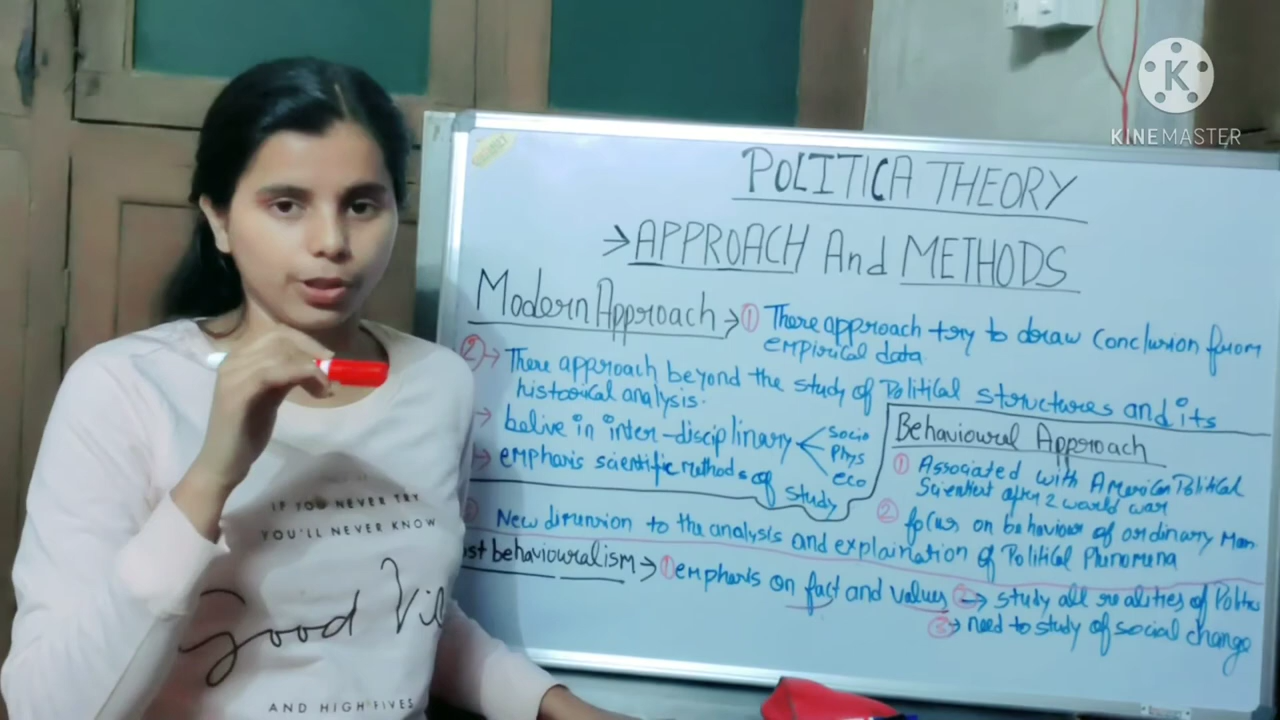 K
KINEMASTER
POLITICA THEORY
→ APPROACH And METHODS
Modern Approach → ① There approach try to draw conclusion from
empirical data
② → There approach beyond the study of Political structures and its
historical analysis.
→ belive in inter-disciplinary < socio
Phys
eco
→ empharis scientific methods of study
Behavioural Approach
① Associated with American Political
Scientist after 2 world war
② focus on behaviour of ordinary man
New dimension to the analysis and explaination of Political Phinomena
st behaviouralism → ① empharis on fact and values ② → study all realities of Politi
③ → need to study of social change
IF YOU NEVER TRY
YOU'LL NEVER KNOW
Good Vi
AND HIGH FIVES